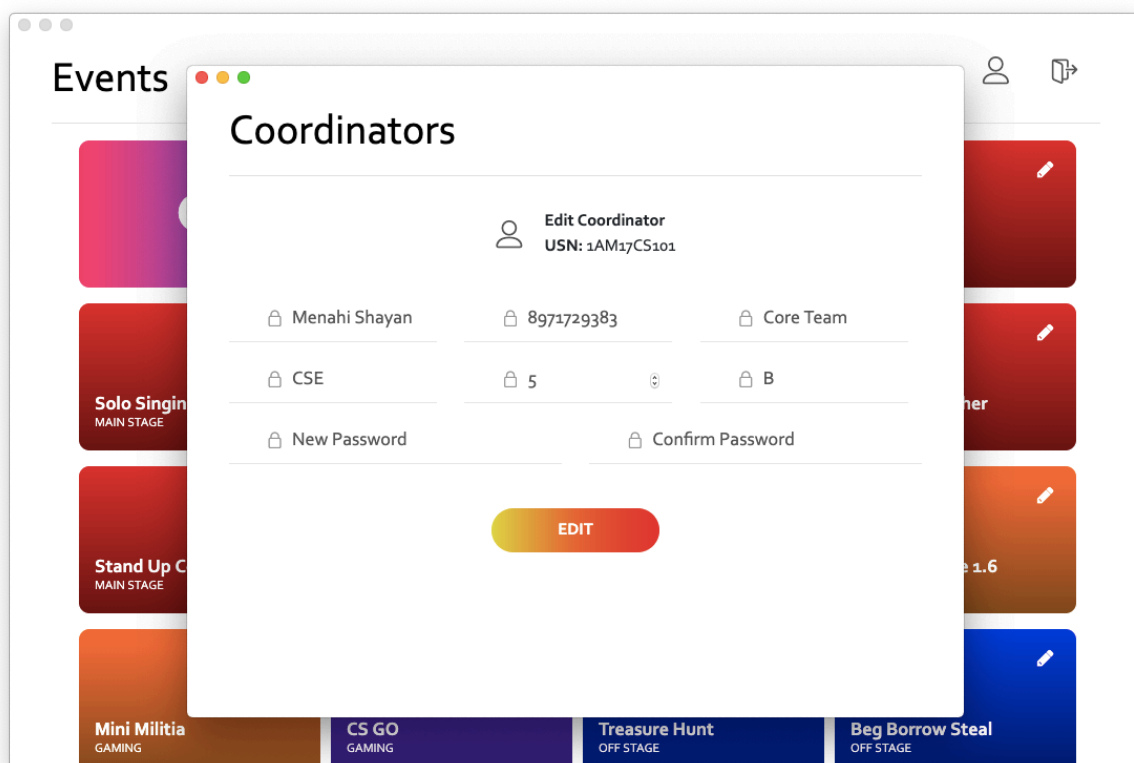 Events
Coordinators
Edit Coordinator
USN: 1AM17CS101
Menahi Shayan
8971729383
Core Team
CSE
5
B
New Password
Confirm Password
EDIT
MAIN STAGE
Stand Up
MAIN STAGE
1.6
Mini Militia
GAMING
CS GO
GAMING
Treasure Hunt
OFF STAGE
Beg Borrow Steal
OFF STAGE
Solo